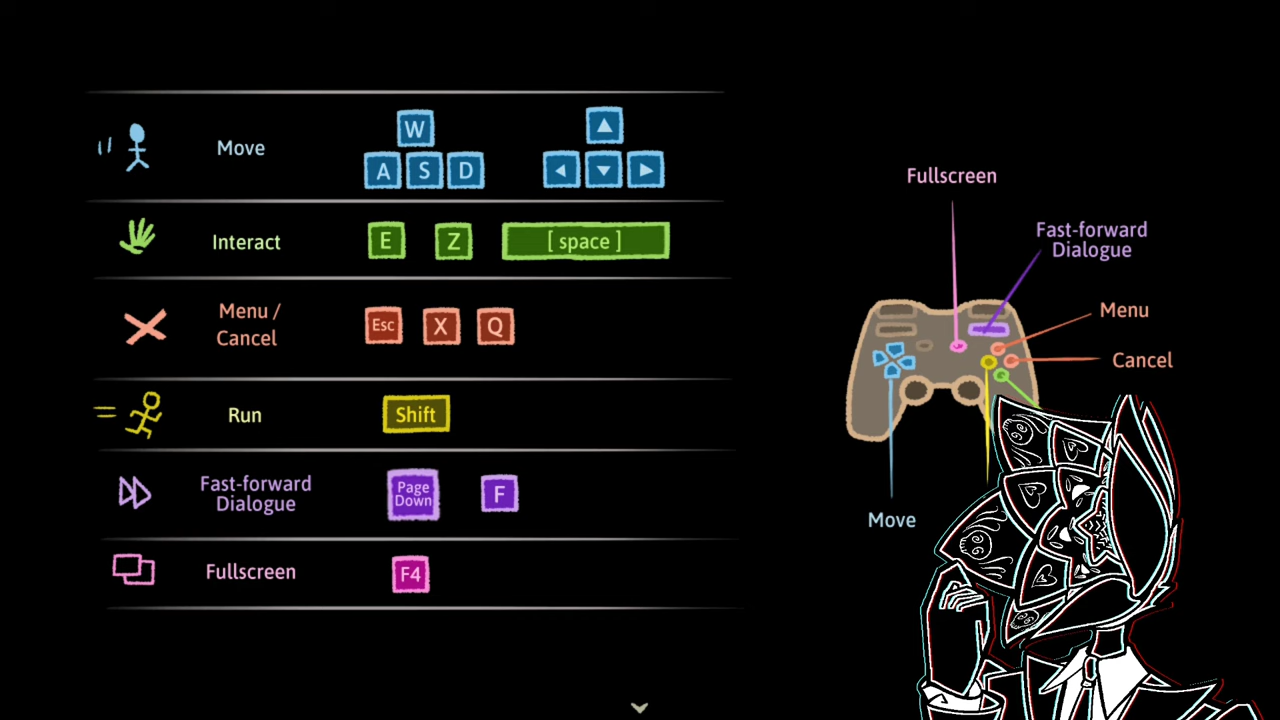 Move
W
A S D
Interact
E Z [ space ]
Menu /
Cancel
Esc X Q
Run
Shift
Fast-forward
Dialogue
Page
Down
F
Fullscreen
F4
Fullscreen
Fast-forward
Dialogue
Menu
Cancel
Move